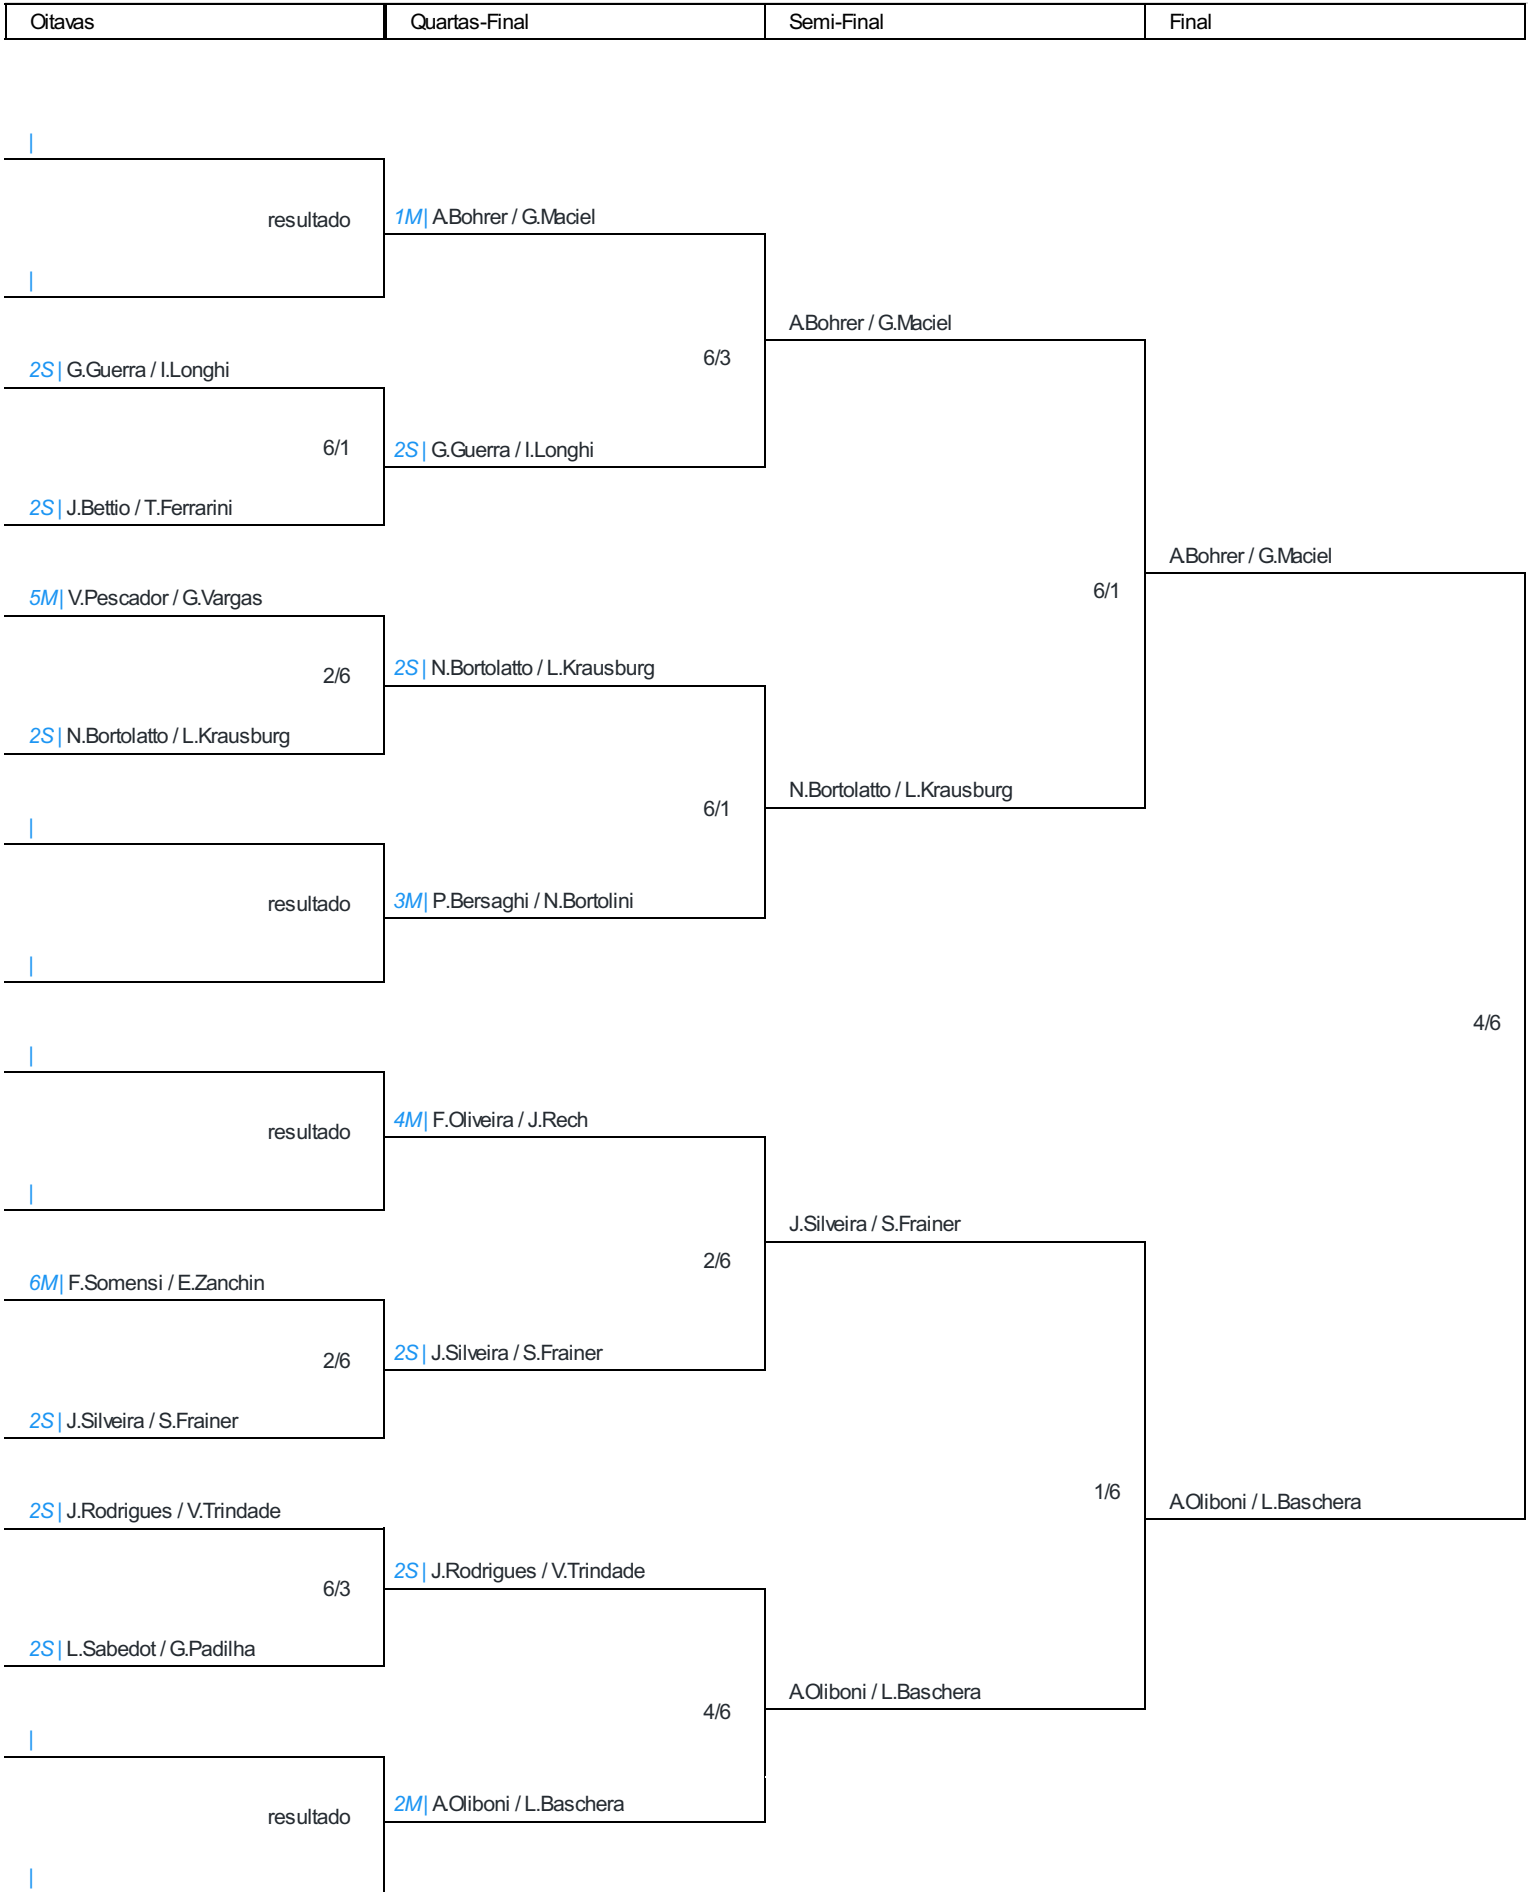 Oitavas Quartas-Final Semi-Final Final
|
resultado
1M| A.Bohrer / G.Maciel
|
A.Bohrer / G.Maciel
6/3
2S| G.Guerra / I.Longhi
6/1
2S| G.Guerra / I.Longhi
2S| J.Bettio / T.Ferrarini
A.Bohrer / G.Maciel
6/1
5M| V.Pescador / G.Vargas
2/6
2S| N.Bortolatto / L.Krausburg
2S| N.Bortolatto / L.Krausburg
N.Bortolatto / L.Krausburg
6/1
|
resultado
3M| P.Bersaghi / N.Bortolini
|
4/6
|
resultado
4M| F.Oliveira / J.Rech
|
J.Silveira / S.Frainer
2/6
6M| F.Somensi / E.Zanchin
2/6
2S| J.Silveira / S.Frainer
2S| J.Silveira / S.Frainer
1/6
A.Oliboni / L.Baschera
2S| J.Rodrigues / V.Trindade
6/3
2S| J.Rodrigues / V.Trindade
2S| L.Sabedot / G.Padilha
A.Oliboni / L.Baschera
4/6
|
resultado
2M| A.Oliboni / L.Baschera
|